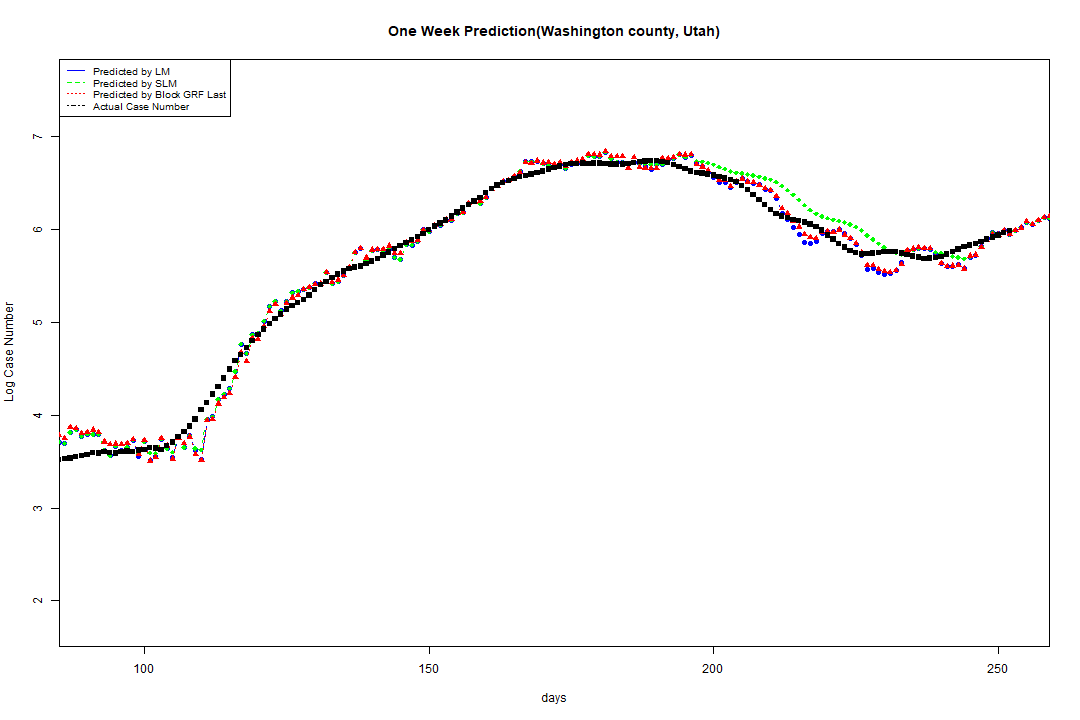 One Week Prediction(Washington county, Utah)
Predicted by LM
Predicted by SLM
Predicted by Block GRF Last
Actual Case Number
7
6
5
4
3
2
Log Case Number
100 150 200 250
days